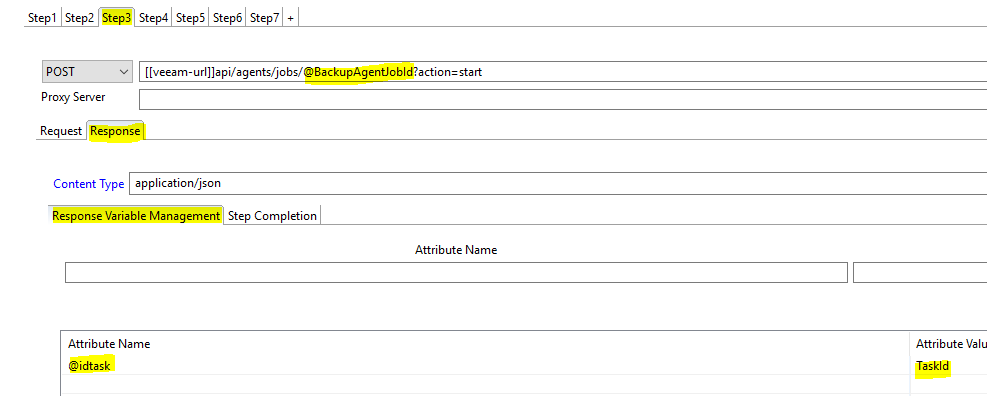 Step1 Step2 Step3 Step4 Step5 Step6 Step7 +
POST [[veeam-url]]api/agents/jobs/@BackupAgentJobId?action=start
Proxy Server
Request Response
Content Type application/json
Response Variable Management Step Completion
Attribute Name
Attribute Name Attribute Valu
@idtask TaskId